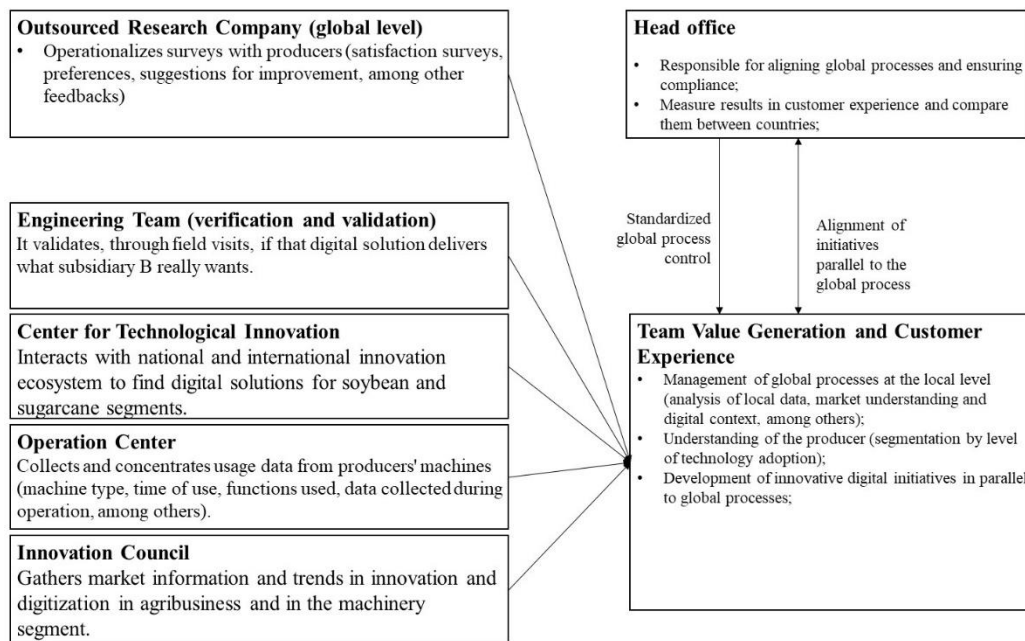 Outsourced Research Company (global level)
• Operationalizes surveys with producers (satisfaction surveys,
preferences, suggestions for improvement, among other
feedbacks)
Engineering Team (verification and validation)
It validates, through field visits, if that digital solution delivers
what subsidiary B really wants.
Center for Technological Innovation
Interacts with national and international innovation
ecosystem to find digital solutions for soybean and
sugarcane segments.
Operation Center
Collects and concentrates usage data from producers' machines
(machine type, time of use, functions used, data collected during
operation, among others).
Innovation Council
Gathers market information and trends in innovation and
digitization in agribusiness and in the machinery
segment.
Head office
• Responsible for aligning global processes and ensuring
compliance;
• Measure results in customer experience and compare
them between countries;
Standardized
global process
control
Alignment of
initiatives
parallel to the
global process
Team Value Generation and Customer
Experience
• Management of global processes at the local level
(analysis of local data, market understanding and
digital context, among others);
• Understanding of the producer (segmentation by level
of technology adoption);
• Development of innovative digital initiatives in parallel
to global processes;